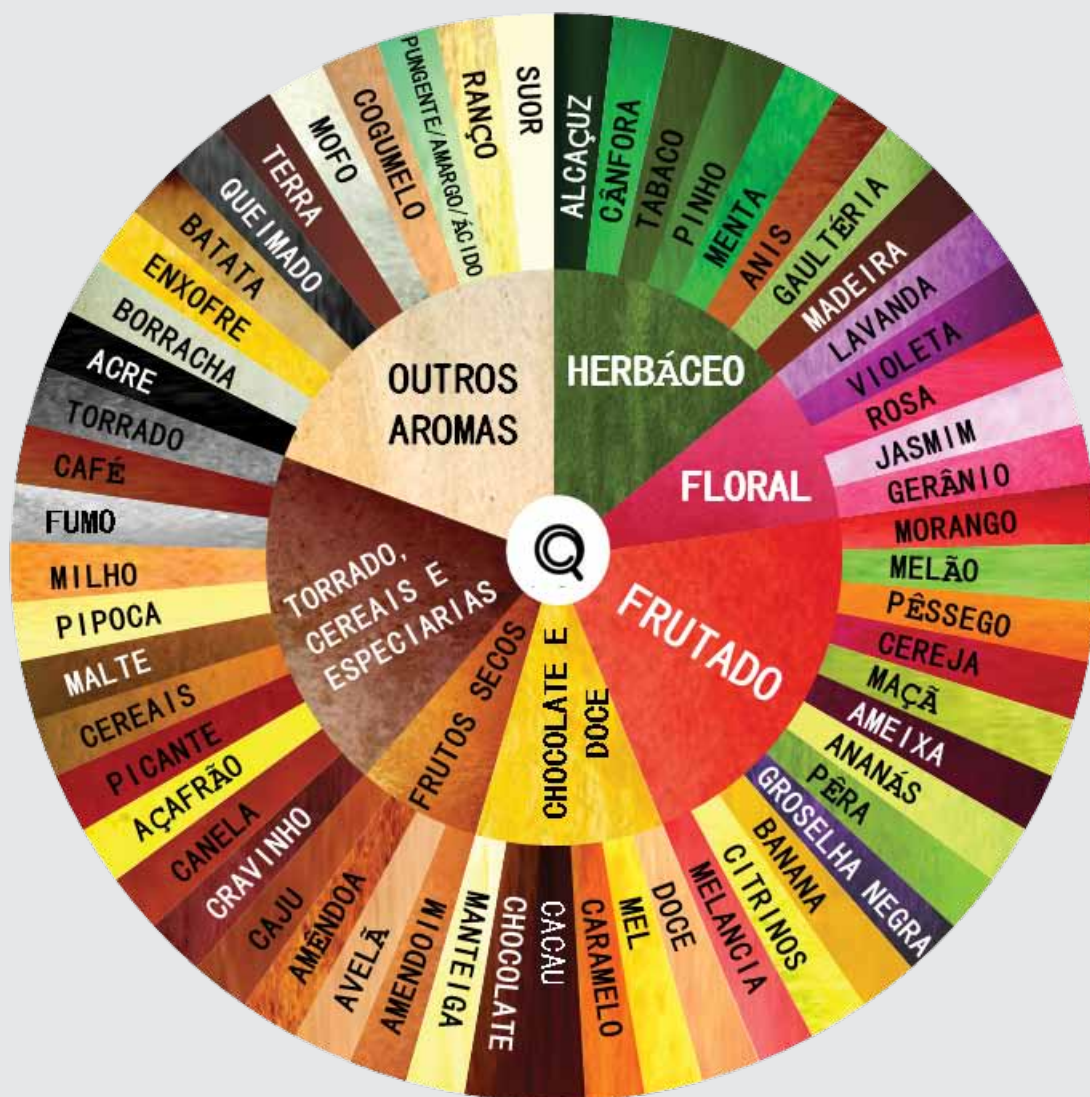 SUOR
ALCAÇUZ
CÂNFORA
TABACO
PINHO
MENTA
ANIS
GAULTÉRIA
MADEIRA
LAVANDA
VIOLETA
ROSA
JASMIM
GERÂNIO
MORANGO
MELÃO
PÊSSEGO
CEREJA
MAÇÃ
AMEIXA
ANANÁS
PÊRA
GROSELHA NEGRA
BANANA
CITRINOS
MELANCIA
DOCE
MEL
CARAMELO
CACAU
CHOCOLATE
MANTEIGA
AMENDOIM
AVELÃ
AMÊNDOA
CAJU
CRAVINHO
CANELA
AÇAFRÃO
PICANTE
CEREAIS
MALTE
PIPOCA
MILHO
FUMO
CAFÉ
TORRADO
ACRE
BORRACHA
ENXOFRE
BATATA
QUEIMADO
TERRA
MOFO
COGUMELO
PUNGENTE/AMARGO/ÁCIDO
RANÇO
OUTROS
AROMAS
HERBÁCEO
FLORAL
FRUTADO
CHOCOLATE E
DOCE
FRUTOS SECOS
TORRADO,
CEREAIS E
ESPECIARIAS